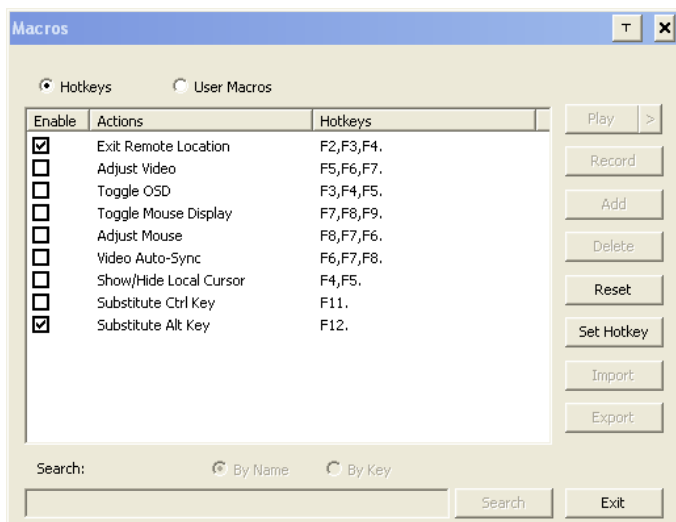 Macros
Hotkeys User Macros
Enable Actions Hotkeys
Exit Remote Location F2,F3,F4.
Adjust Video F5,F6,F7.
Toggle OSD F3,F4,F5.
Toggle Mouse Display F7,F8,F9.
Adjust Mouse F8,F7,F6.
Video Auto-Sync F6,F7,F8.
Show/Hide Local Cursor F4,F5.
Substitute Ctrl Key F11.
Substitute Alt Key F12.
Play >
Record
Add
Delete
Reset
Set Hotkey
Import
Export
Search: By Name By Key
Search Exit